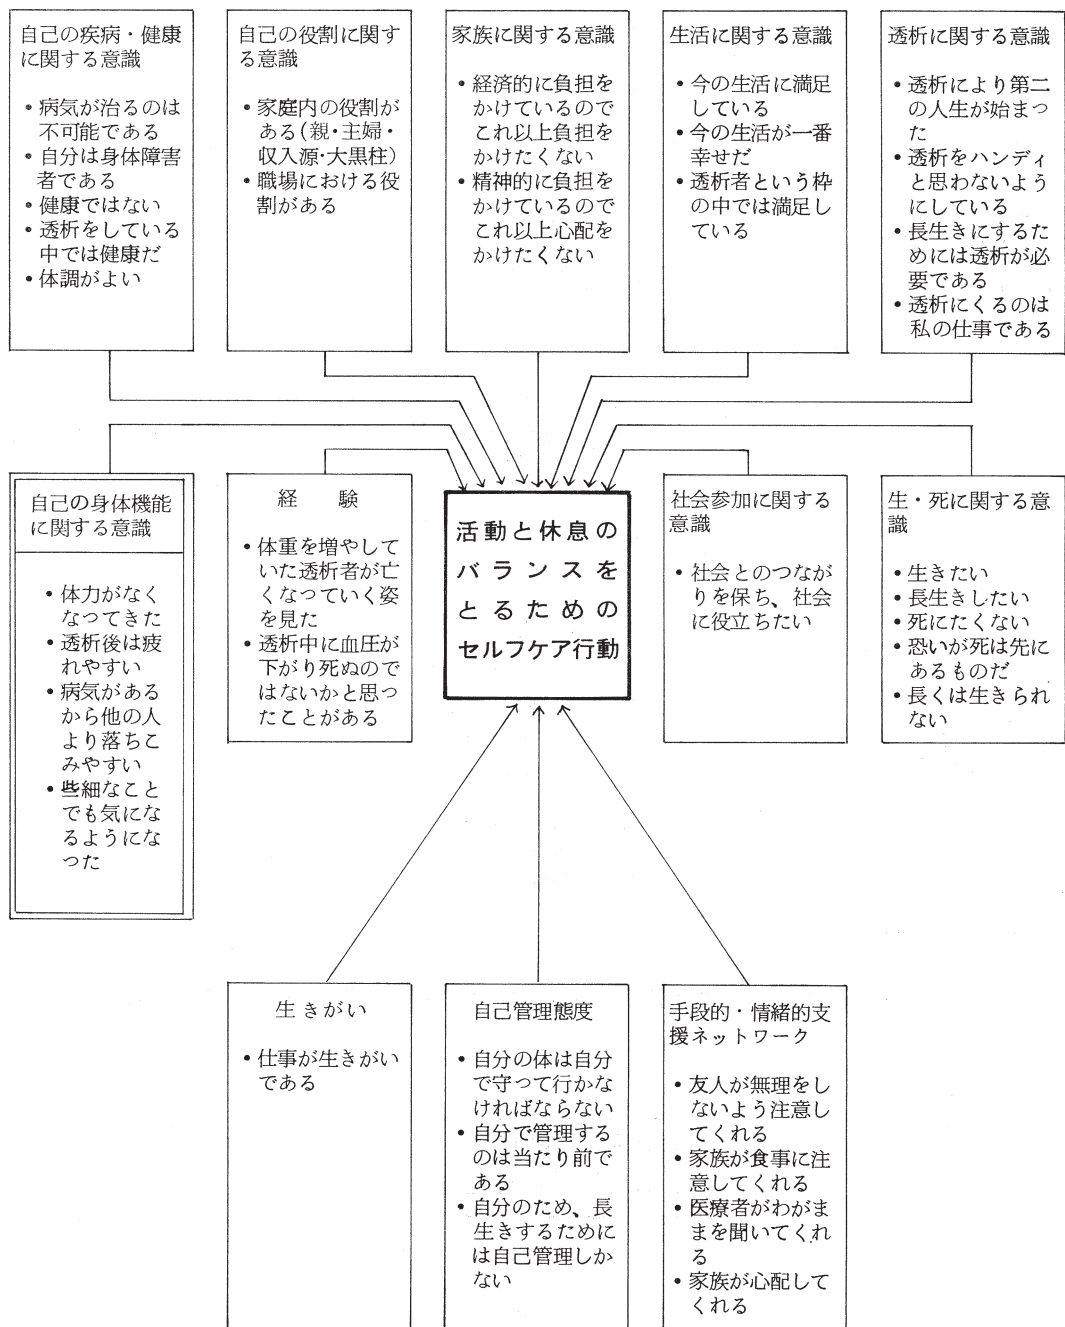 自己の疾病・健康
に関する意識
• 病気が治るのは
不可能である
• 自分は身体障害
者である
• 健康ではない
• 透析をしている
中では健康だ
• 体調がよい
自己の役割に関す
る意識
• 家庭内の役割が
ある(親・主婦・
収入源・大黒柱)
• 職場における役
割がある
家族に関する意識
• 経済的に負担を
かけているので
これ以上負担を
かけたくない
• 精神的に負担を
かけているので
これ以上心配を
かけたくない
生活に関する意識
• 今の生活に満足
している
• 今の生活が一番
幸せだ
• 透析者という枠
の中では満足し
ている
透析に関する意識
• 透析により第二
の人生が始まっ
た
• 透析をハンディ
と思わないよう
にしている
• 長生きにするた
めには透析が必
要である
• 透析にくるのは
私の仕事である
自己の身体機能
に関する意識
• 体力がなく
なってきた
• 透析後は疲
れやすい
• 病気がある
から他の人
より落ちこ
みやすい
• 些細なこと
でも気にな
るようにな
った
経 験
• 体重を増やして
いた透析者が亡
くなっていく姿
を見た
• 透析中に血圧が
下がり死ぬので
はないかと思っ
たことがある
活動と休息の
バランスを
とるための
セルフケア行動
社会参加に関する
意識
• 社会とのつなが
りを保ち、社会
に役立ちたい
生・死に関する意
識
• 生きたい
• 長生きしたい
• 死にたくない
• 恐いが死は先に
あるものだ
• 長くは生きられ
ない
生きがい
• 仕事が生きがい
である
自己管理態度
• 自分の体は自分
で守つて行かな
ければならない
• 自分で管理する
のは当たり前で
ある
• 自分のため、長
生きするために
は自己管理しか
ない
手段的・情緒的支
援ネットワーク
• 友人が無理をし
ないよう注意し
てくれる
• 家族が食事に注
意してくれる
• 医療者がわがま
まを聞いてくれ
る
• 家族が心配して
くれる